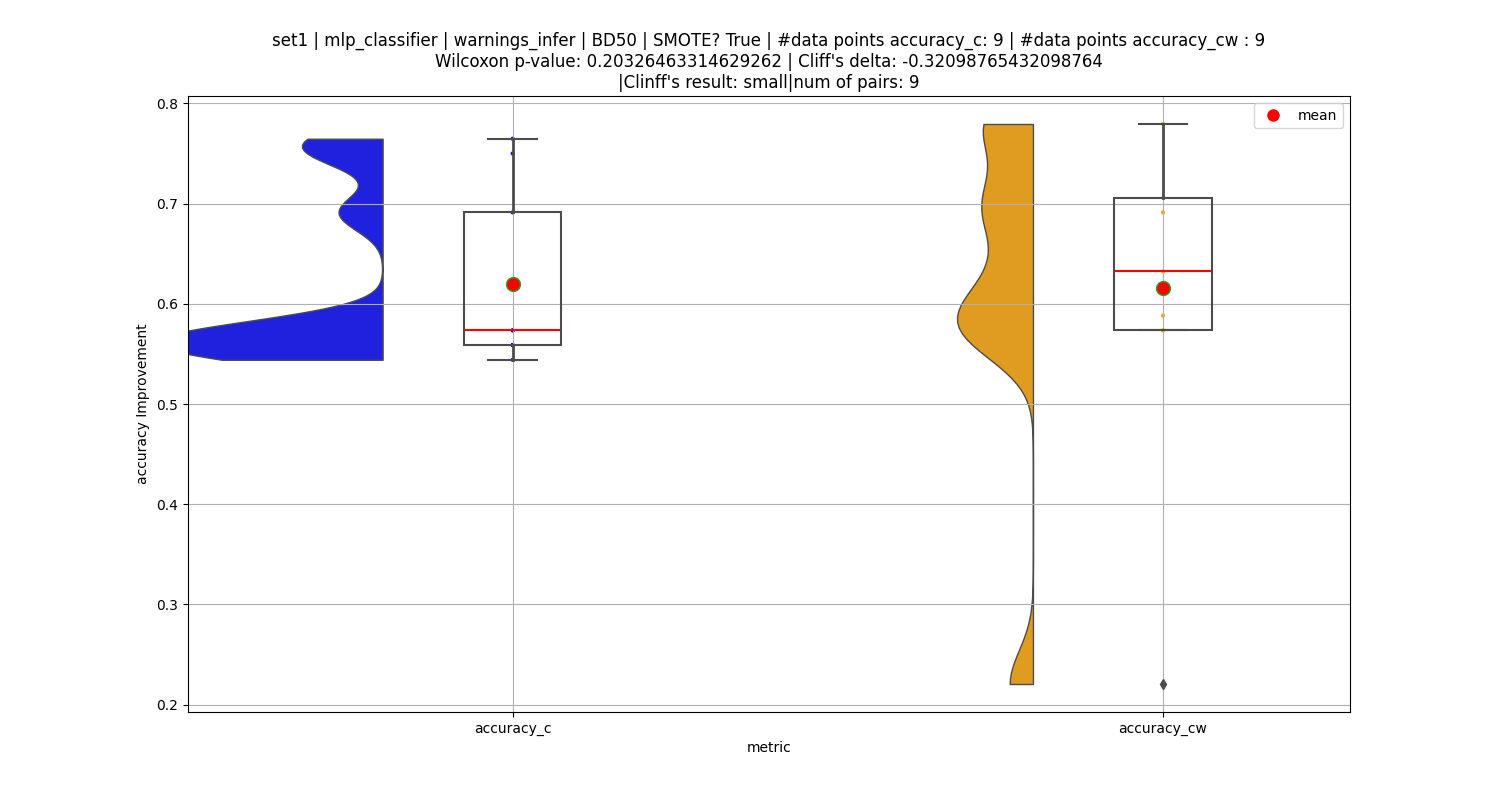 set1 | mlp_classifier | warnings_infer | BD50 | SMOTE? True | #data points accuracy_c: 9 | #data points accuracy_cw : 9
Wilcoxon p-value: 0.20326463314629262 | Cliff's delta: -0.32098765432098764
|Clinff's result: small|num of pairs: 9
mean
0.8
0.7
0.6
0.5
0.4
0.3
0.2
accuracy Improvement
accuracy_c
accuracy_cw
metric